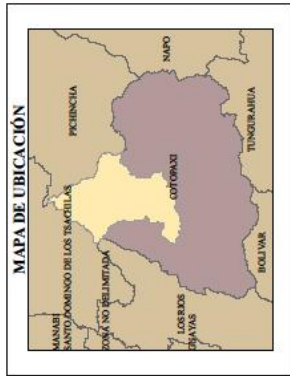 MAPA DE UBICACIÓN
MANABI
SANTO DOMINGO DE LOS TSACHILAS
ZONA NO DELIMITADA
PICHINCHA
NAPO
COTOPAXI
LOS RIOS
GUAYAS
TUNGURAHUA
BOLIVAR